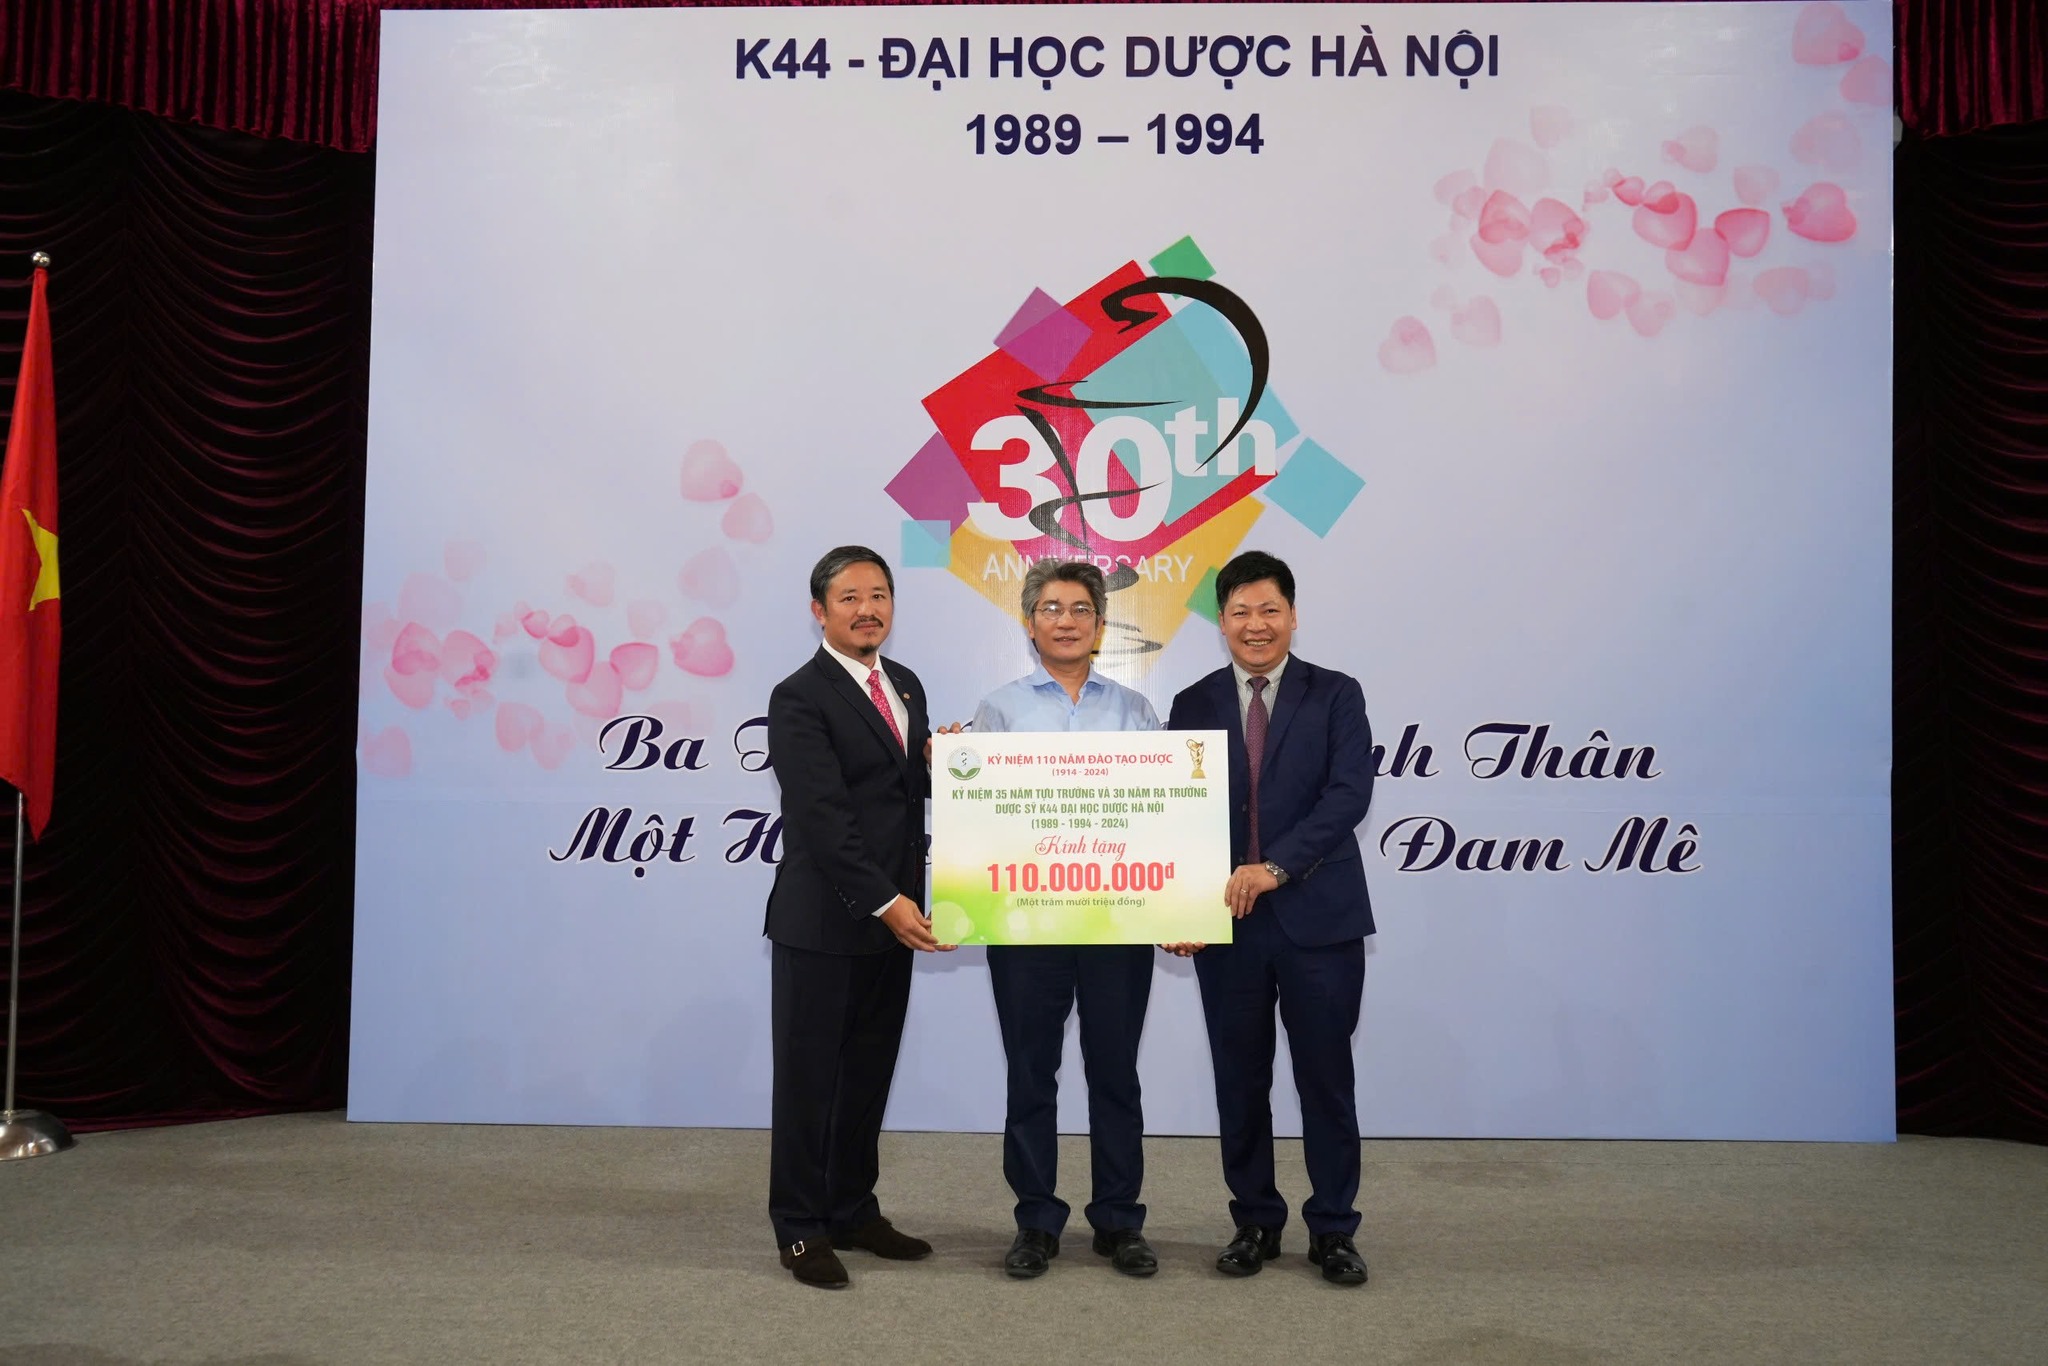 K44 - ĐẠI HỌC DƯỢC HÀ NỘI
1989 – 1994
30th
ANNIVERSARY
Ba Thân
Một Đam Mê
KỶ NIỆM 110 NĂM ĐÀO TẠO DƯỢC
(1914 - 2024)
KỶ NIỆM 35 NĂM TỰU TRƯỜNG VÀ 30 NĂM RA TRƯỜNG
DƯỢC SỸ K44 ĐẠI HỌC DƯỢC HÀ NỘI
(1989 - 1994 - 2024)
Kính tặng
110.000.000đ
(Một trăm mười triệu đồng)